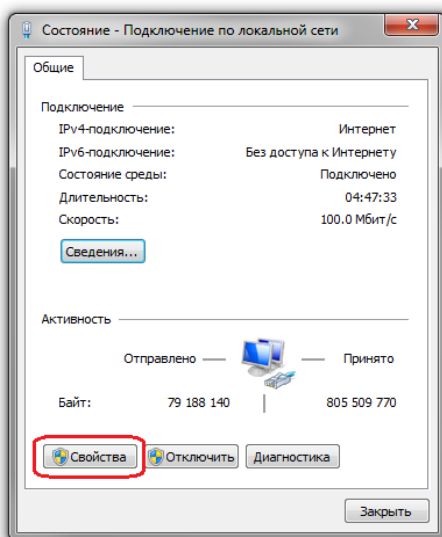 Состояние - Подключение по локальной сети
Общие
Подключение
IPv4-подключение: Интернет
IPv6-подключение: Без доступа к Интернету
Состояние среды: Подключено
Длительность: 04:47:33
Скорость: 100.0 Мбит/с
Сведения...
Активность
Отправлено — — Принято
Байт: 79 188 140 | 805 509 770
Свойства Отключить Диагностика
Закрыть